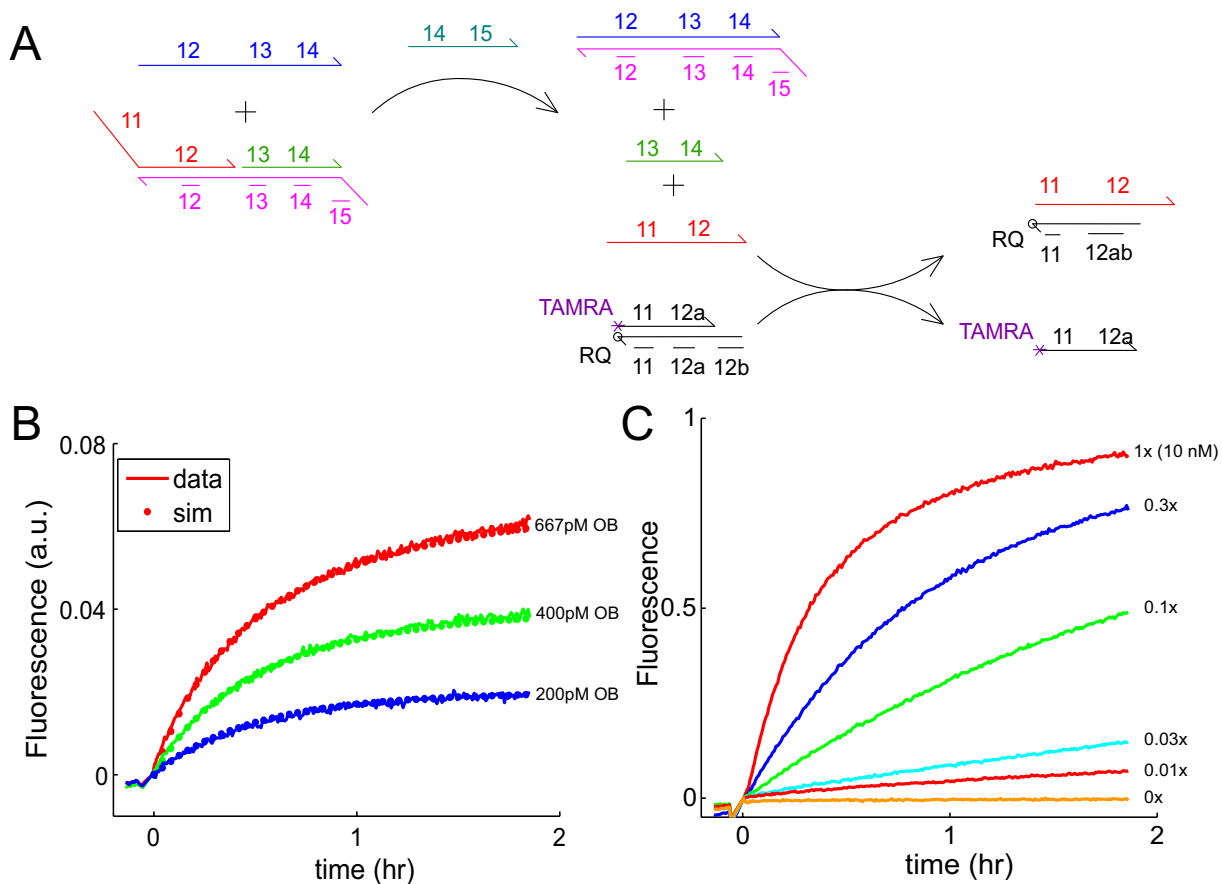 A
12 13 14
14 15
12 13 14
12 13 14 15
11
12 13 14
12 13 14 15
13 14
11 12
11 12
RQ
11 12ab
TAMRA
11 12a
RQ
11 12a 12b
TAMRA
11 12a
B
0.08
0.04
0
Fluorescence (a.u.)
data
sim
667pM OB
400pM OB
200pM OB
0 1 2
time (hr)
C
1
0.5
0
Fluorescence
1x (10 nM)
0.3x
0.1x
0.03x
0.01x
0x
0 1 2
time (hr)